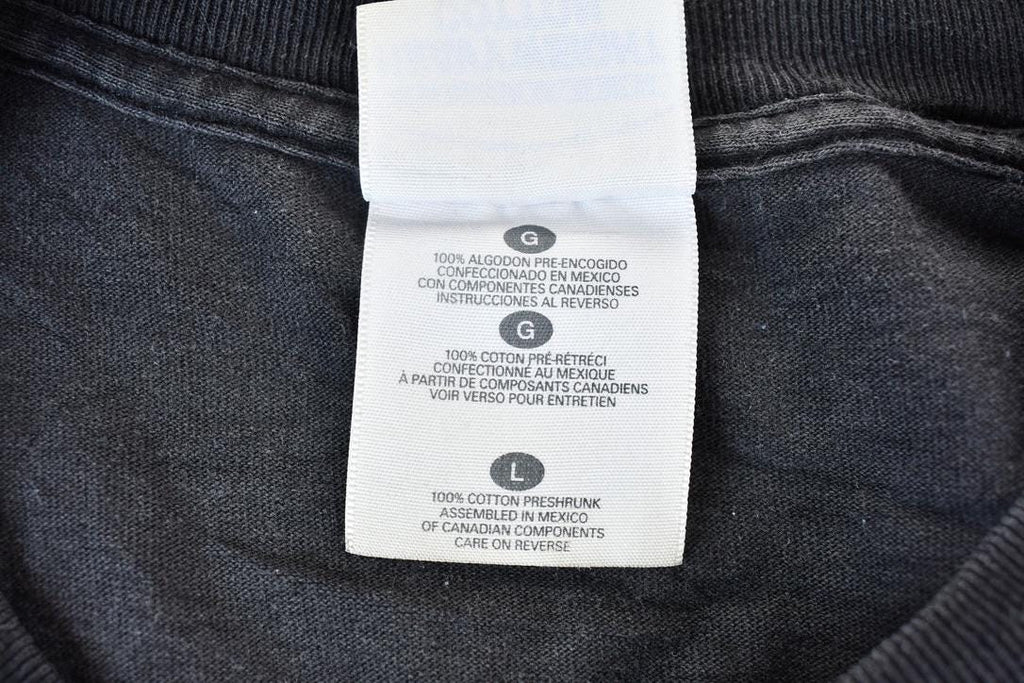 G
100% ALGODON PRE-ENCOGIDO
CONFECCIONADO EN MEXICO
CON COMPONENTES CANADIENSES
INSTRUCCIONES AL REVERSO
G
100% COTON PRÉ-RÉTRÉCI
CONFECTIONNÉ AU MEXIQUE
À PARTIR DE COMPOSANTS CANADIENS
VOIR VERSO POUR ENTRETIEN
L
100% COTTON PRESHRUNK
ASSEMBLED IN MEXICO
OF CANADIAN COMPONENTS
CARE ON REVERSE